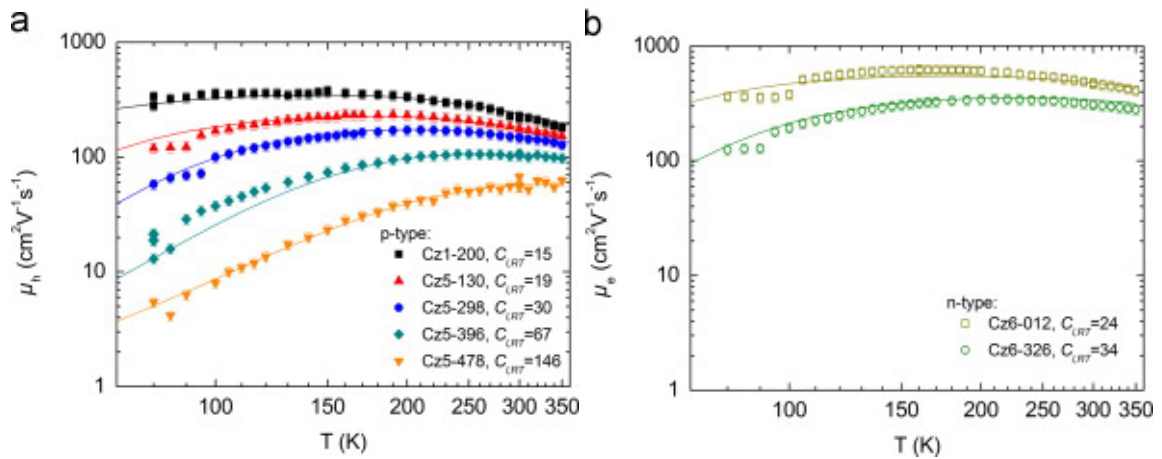 a
1000
100
10
1
μh (cm²V⁻¹s⁻¹)
p-type:
Cz1-200, CLRT=15
Cz5-130, CLRT=19
Cz5-298, CLRT=30
Cz5-396, CLRT=67
Cz5-478, CLRT=146
100 150 200 250 300 350
T (K)
b
1000
100
10
1
μe (cm²V⁻¹s⁻¹)
n-type:
Cz6-012, CLRT=24
Cz6-326, CLRT=34
100 150 200 250 300 350
T (K)